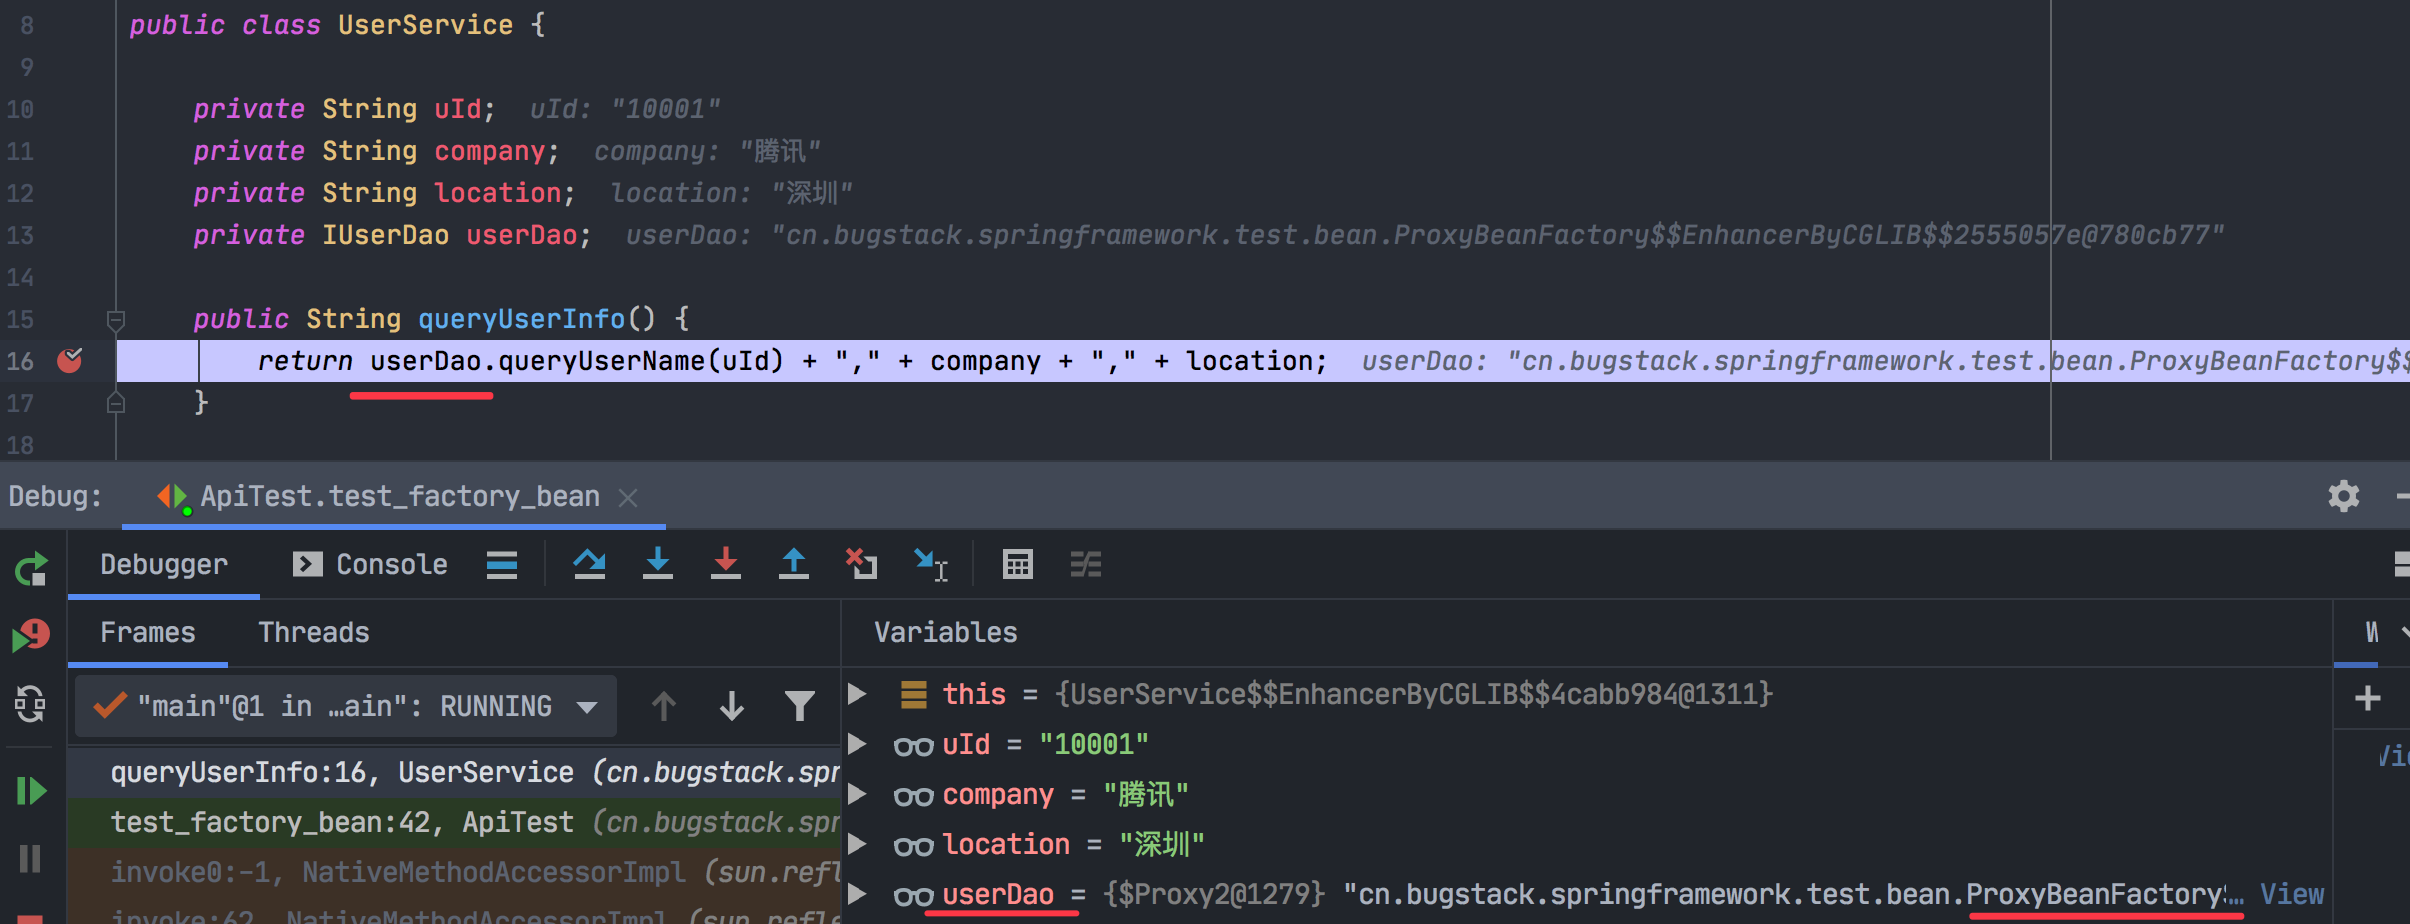 8 public class UserService {
9
10 private String uId; uId: "10001"
11 private String company; company: "腾讯"
12 private String location; location: "深圳"
13 private IUserDao userDao; userDao: "cn.bugstack.springframework.test.bean.ProxyBeanFactory$$EnhancerByCGLIB$$2555057e@780cb77"
14
15 public String queryUserInfo() {
16 return userDao.queryUserName(uId) + "," + company + "," + location; userDao: "cn.bugstack.springframework.test.bean.ProxyBeanFactory$$
17 }
18
Debug: ApiTest.test_factory_bean
Debugger Console
Frames Threads
"main"@1 in …ain": RUNNING
queryUserInfo:16, UserService (cn.bugstack.spr
test_factory_bean:42, ApiTest (cn.bugstack.spr
invoke0:-1, NativeMethodAccessorImpl (sun.refl
invoke:62, NativeMethodAccessorImpl (sun.refle
Variables
this = {UserService$$EnhancerByCGLIB$$4cabb984@1311}
uId = "10001"
company = "腾讯"
location = "深圳"
userDao = {$Proxy2@1279} "cn.bugstack.springframework.test.bean.ProxyBeanFactory$… View
W